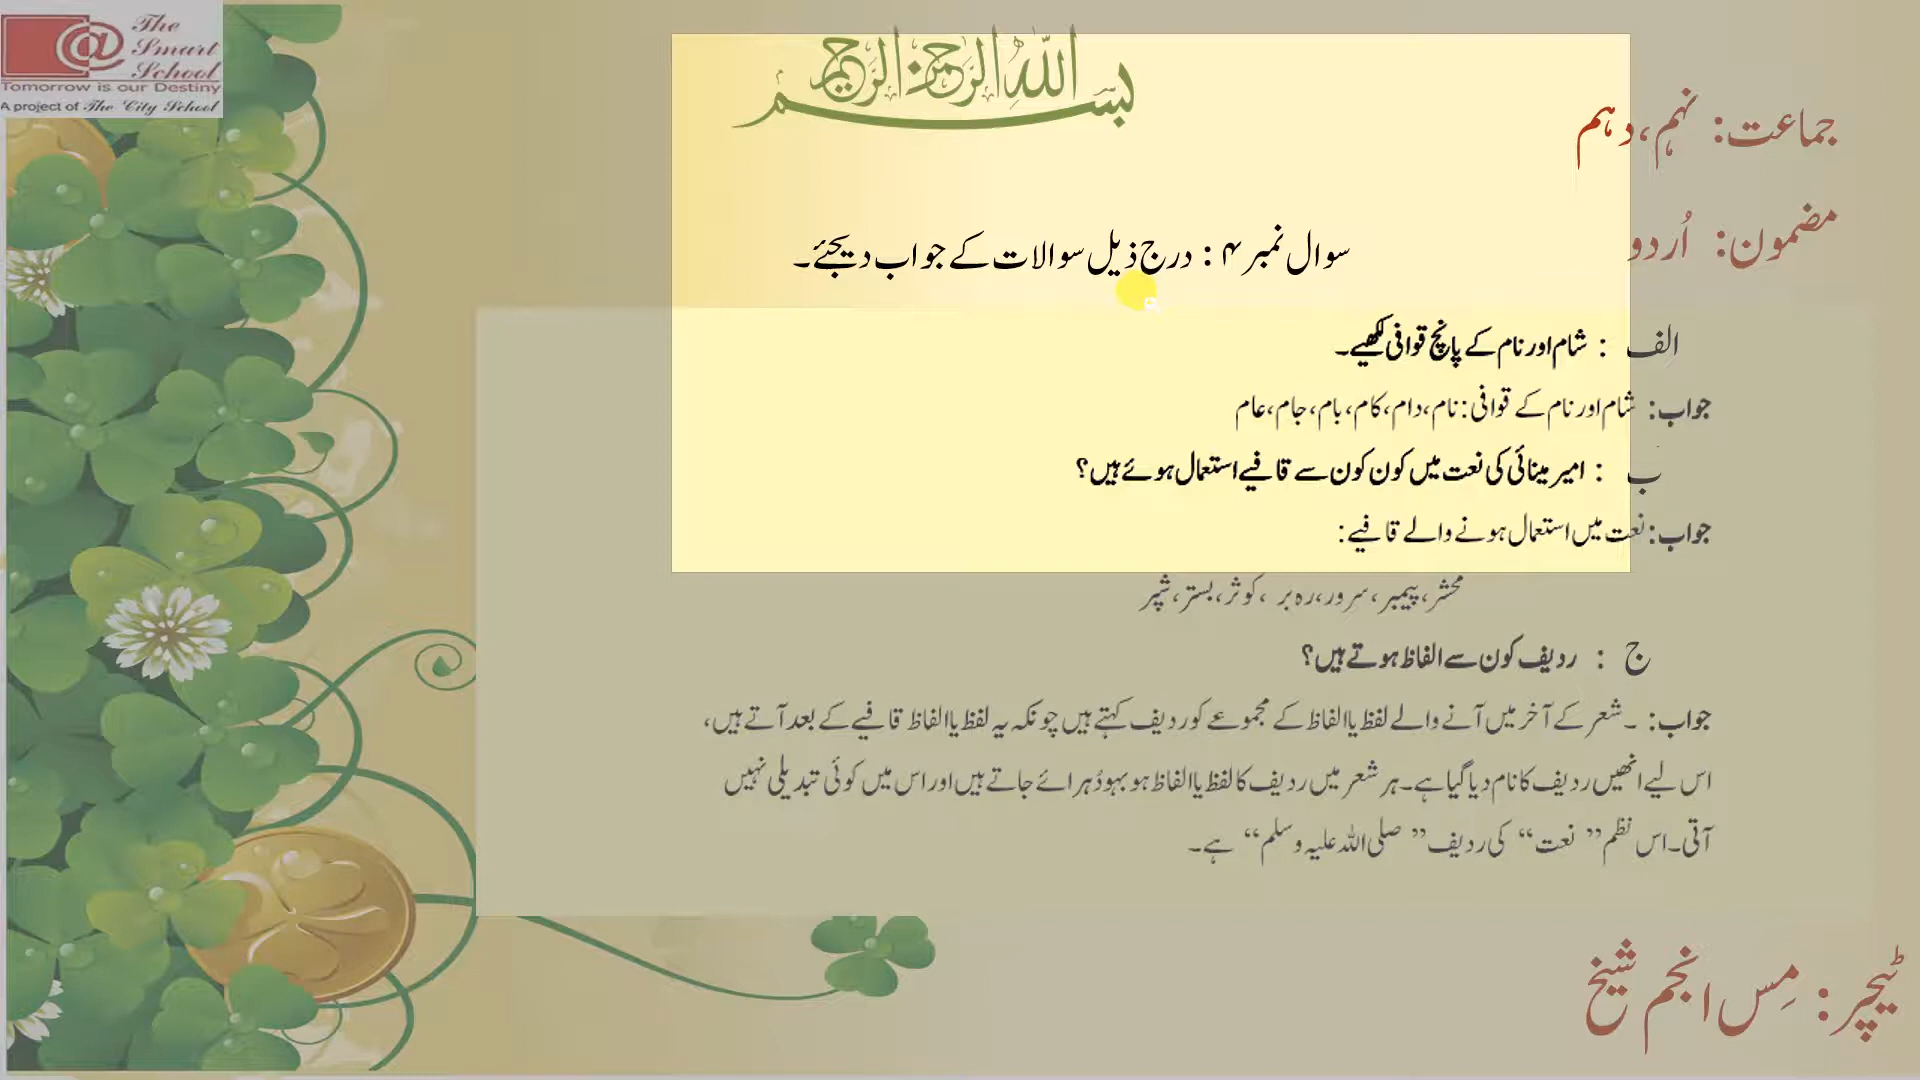 The
Smart
School
Tomorrow is our Destiny
A project of The City School
بسم اللہ الرحمن الرحیم
جماعت: نہم،دہم
مضمون: اُردو
سوال نمبر ۴: درج ذیل سوالات کے جواب دیجئے۔
الف : شام اور نام کے پانچ قوافی لکھیے۔
جواب: شام اور نام کے قوافی: نام، دام، کام، بام، جام، عام
ب : امیر مینائی کی نعت میں کون کون سے قافیے استعمال ہوئے ہیں؟
جواب: نعت میں استعمال ہونے والے قافیے:
محشر، پیمبر، سرور، رہ بر، کوثر، بستر، شپر
ج : ردیف کون سے الفاظ ہوتے ہیں؟
جواب: ۔شعر کے آخر میں آنے والے لفظ یا الفاظ کے مجموعے کو ردیف کہتے ہیں چونکہ یہ لفظ یا الفاظ قافیے کے بعد آتے ہیں،
اس لیے انھیں ردیف کا نام دیا گیا ہے۔ ہر شعر میں ردیف کا لفظ یا الفاظ ہو بہو دُہرائے جاتے ہیں اور اس میں کوئی تبدیلی نہیں
آتی۔ اس نظم” نعت“ کی ردیف” صلی اللہ علیہ وسلم“ ہے۔
ٹیچر: مِس انجم شیخ